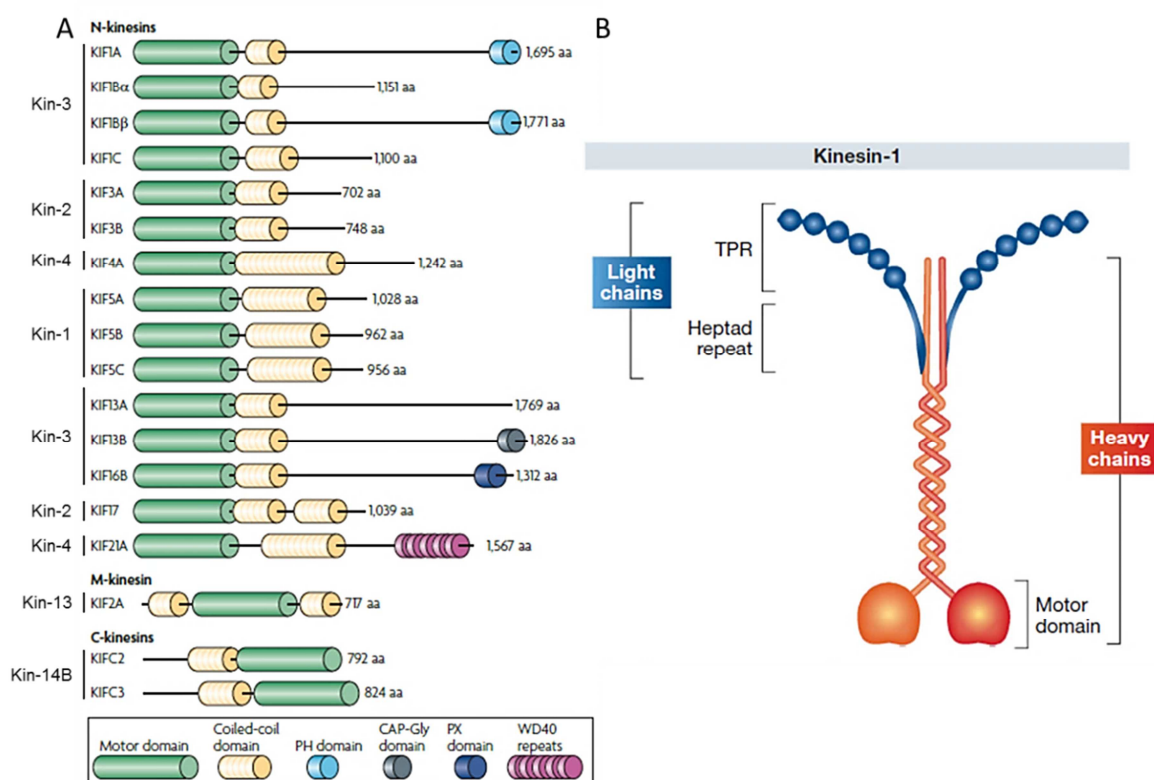 A
B
N-kinesins
Kin-3
KIF1A
1,695 aa
KIF1Bα
1,151 aa
KIF1Bβ
1,771 aa
KIF1C
1,100 aa
Kin-2
KIF3A
702 aa
KIF3B
748 aa
Kin-4
KIF4A
1,242 aa
Kin-1
KIF5A
1,028 aa
KIF5B
962 aa
KIF5C
956 aa
Kin-3
KIF13A
1,769 aa
KIF13B
1,826 aa
KIF16B
1,312 aa
Kin-2
KIF17
1,039 aa
Kin-4
KIF21A
1,567 aa
M-kinesin
Kin-13
KIF2A
717 aa
C-kinesins
Kin-14B
KIFC2
792 aa
KIFC3
824 aa
Motor domain
Coiled-coil
domain
PH domain
CAP-Gly
domain
PX
domain
WD40
repeats
Kinesin-1
Light
chains
TPR
Heptad
repeat
Heavy
chains
Motor
domain